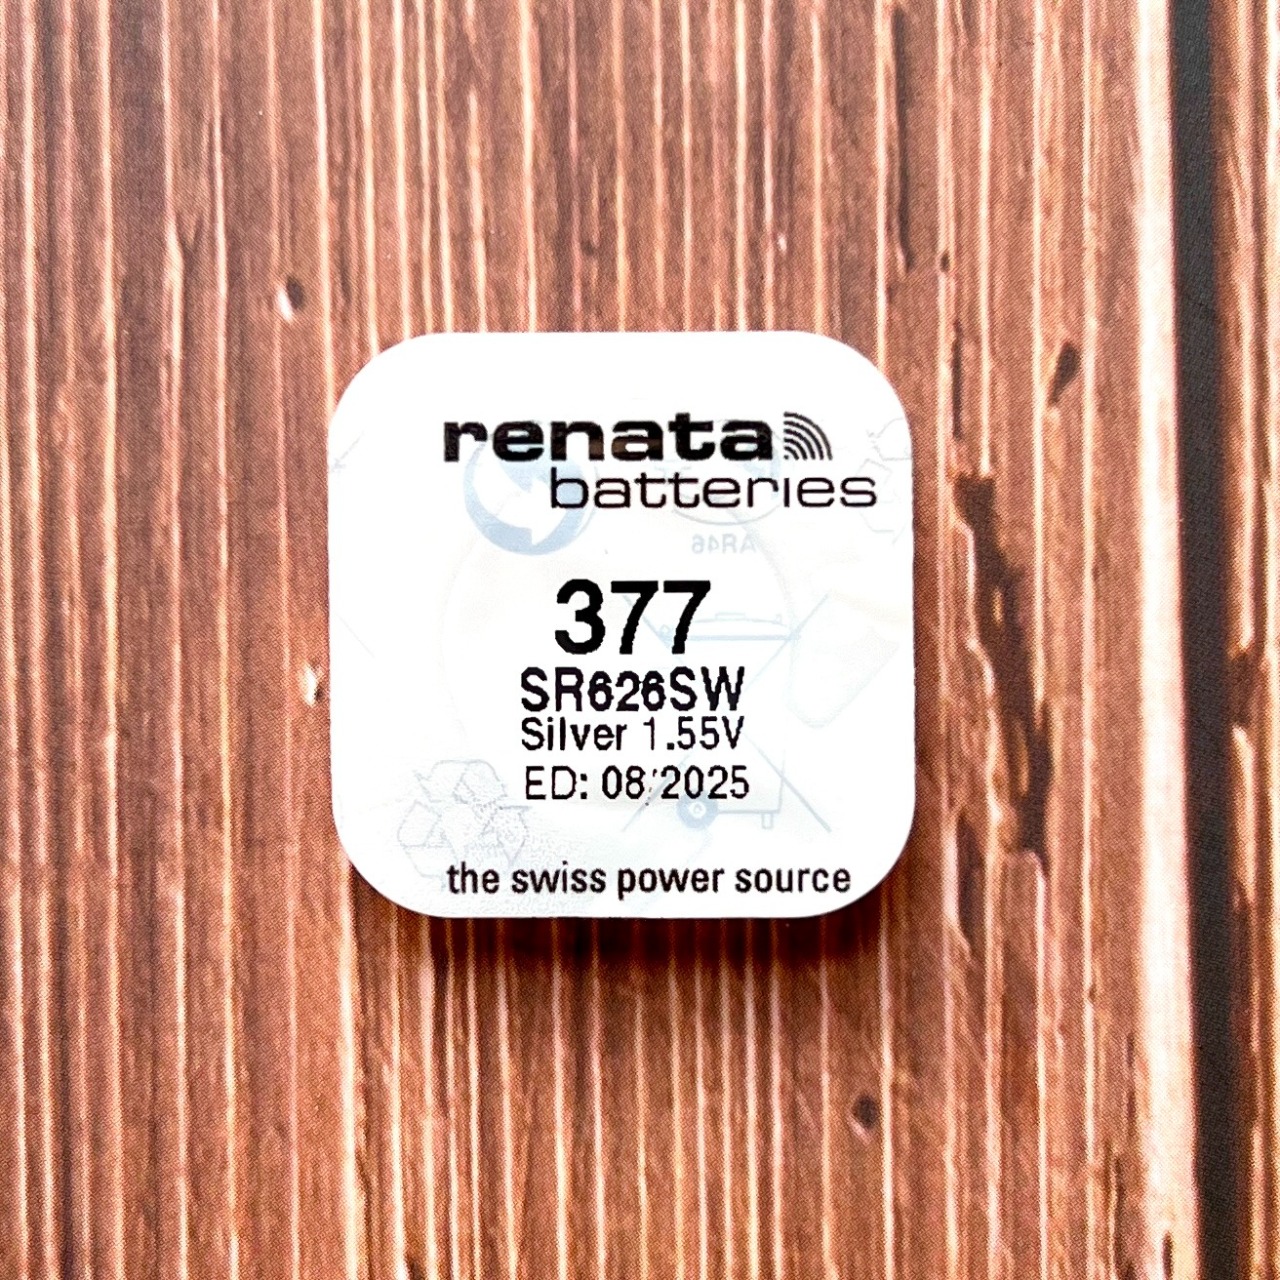 renata
batteries
377
SR626SW
Silver 1.55V
ED: 08/2025
the swiss power source